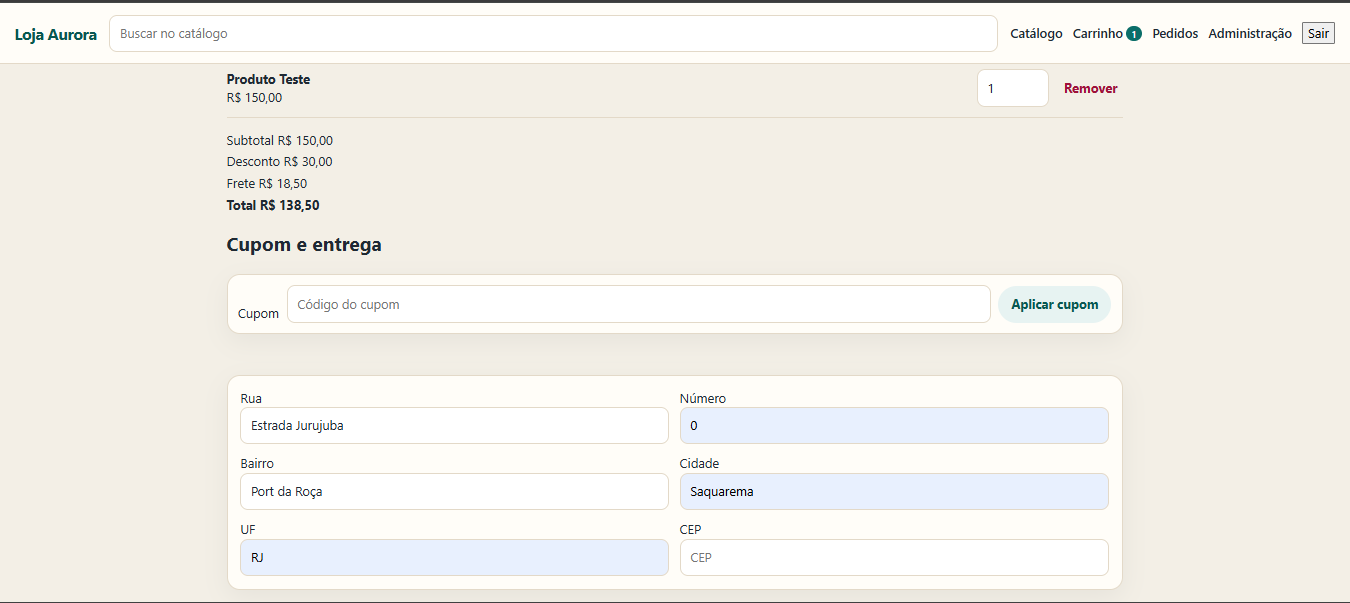 Loja Aurora
Buscar no catálogo
Catálogo Carrinho 1 Pedidos Administração Sair
Produto Teste
R$ 150,00
1
Remover
Subtotal R$ 150,00
Desconto R$ 30,00
Frete R$ 18,50
Total R$ 138,50
Cupom e entrega
Cupom
Código do cupom
Aplicar cupom
Rua
Estrada Jurujuba
Número
0
Bairro
Port da Roça
Cidade
Saquarema
UF
RJ
CEP
CEP